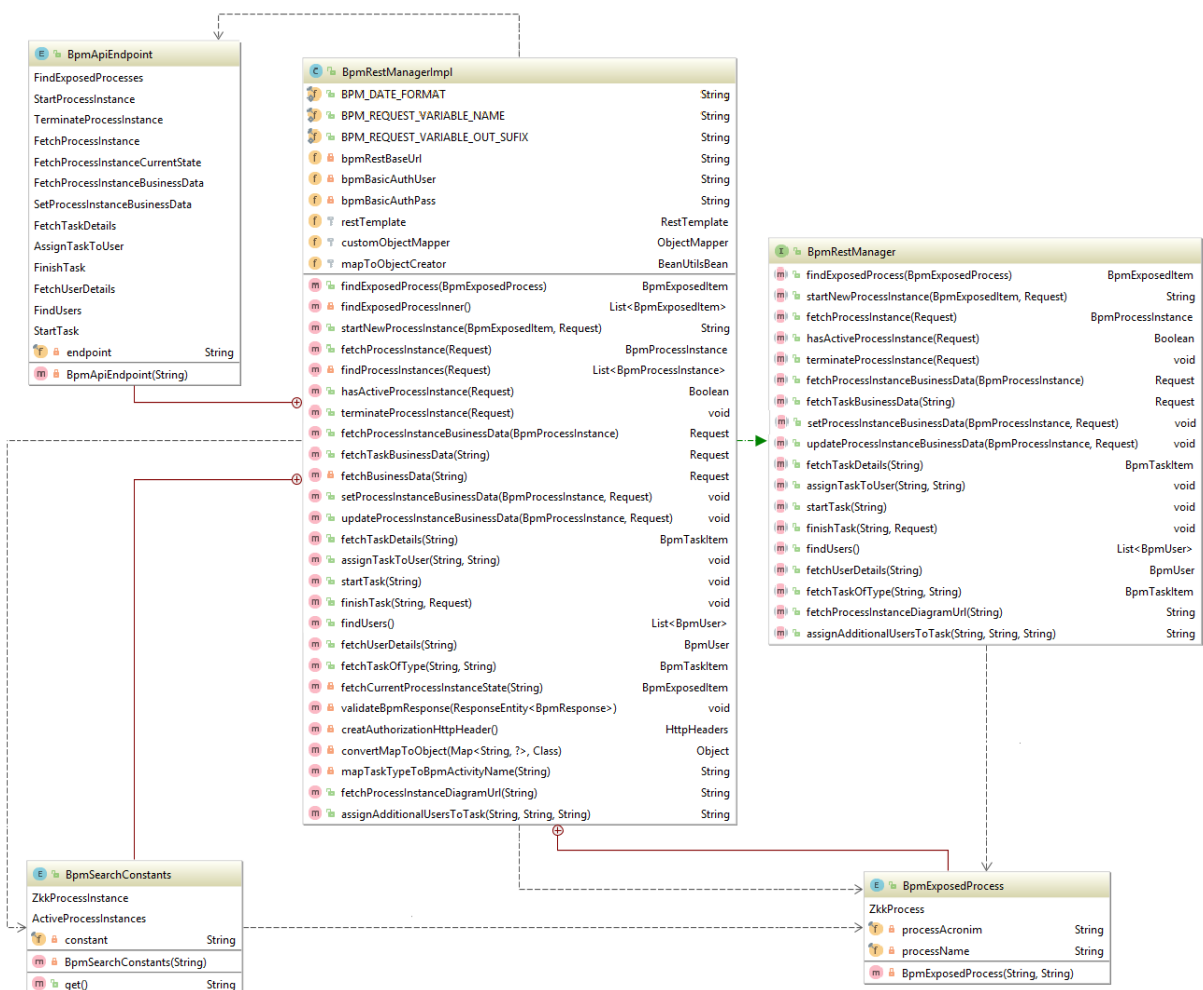 BpmApiEndpoint
FindExposedProcesses
StartProcessInstance
TerminateProcessInstance
FetchProcessInstance
FetchProcessInstanceCurrentState
FetchProcessInstanceBusinessData
SetProcessInstanceBusinessData
FetchTaskDetails
AssignTaskToUser
FinishTask
FetchUserDetails
FindUsers
StartTask
endpoint String
BpmApiEndpoint(String)
BpmRestManagerImpl
BPM_DATE_FORMAT String
BPM_REQUEST_VARIABLE_NAME String
BPM_REQUEST_VARIABLE_OUT_SUFIX String
bpmRestBaseUrl String
bpmBasicAuthUser String
bpmBasicAuthPass String
restTemplate RestTemplate
customObjectMapper ObjectMapper
mapToObjectCreator BeanUtilsBean
findExposedProcess(BpmExposedProcess) BpmExposedItem
findExposedProcessInner() List<BpmExposedItem>
startNewProcessInstance(BpmExposedItem, Request) String
fetchProcessInstance(Request) BpmProcessInstance
findProcessInstances(Request) List<BpmProcessInstance>
hasActiveProcessInstance(Request) Boolean
terminateProcessInstance(Request) void
fetchProcessInstanceBusinessData(BpmProcessInstance) Request
fetchTaskBusinessData(String) Request
fetchBusinessData(String) Request
setProcessInstanceBusinessData(BpmProcessInstance, Request) void
updateProcessInstanceBusinessData(BpmProcessInstance, Request) void
fetchTaskDetails(String) BpmTaskItem
assignTaskToUser(String, String) void
startTask(String) void
finishTask(String, Request) void
findUsers() List<BpmUser>
fetchUserDetails(String) BpmUser
fetchTaskOfType(String, String) BpmTaskItem
fetchCurrentProcessInstanceState(String) BpmExposedItem
validateBpmResponse(ResponseEntity<BpmResponse>) void
creatAuthorizationHttpHeader() HttpHeaders
convertMapToObject(Map<String, ?>, Class) Object
mapTaskTypeToBpmActivityName(String) String
fetchProcessInstanceDiagramUrl(String) String
assignAdditionalUsersToTask(String, String, String) String
BpmRestManager
findExposedProcess(BpmExposedProcess) BpmExposedItem
startNewProcessInstance(BpmExposedItem, Request) String
fetchProcessInstance(Request) BpmProcessInstance
hasActiveProcessInstance(Request) Boolean
terminateProcessInstance(Request) void
fetchProcessInstanceBusinessData(BpmProcessInstance) Request
fetchTaskBusinessData(String) Request
setProcessInstanceBusinessData(BpmProcessInstance, Request) void
updateProcessInstanceBusinessData(BpmProcessInstance, Request) void
fetchTaskDetails(String) BpmTaskItem
assignTaskToUser(String, String) void
startTask(String) void
finishTask(String, Request) void
findUsers() List<BpmUser>
fetchUserDetails(String) BpmUser
fetchTaskOfType(String, String) BpmTaskItem
fetchProcessInstanceDiagramUrl(String) String
assignAdditionalUsersToTask(String, String, String) String
BpmSearchConstants
ZkkProcessInstance
ActiveProcessInstances
constant String
BpmSearchConstants(String)
get() String
BpmExposedProcess
ZkkProcess
processAcronim String
processName String
BpmExposedProcess(String, String)